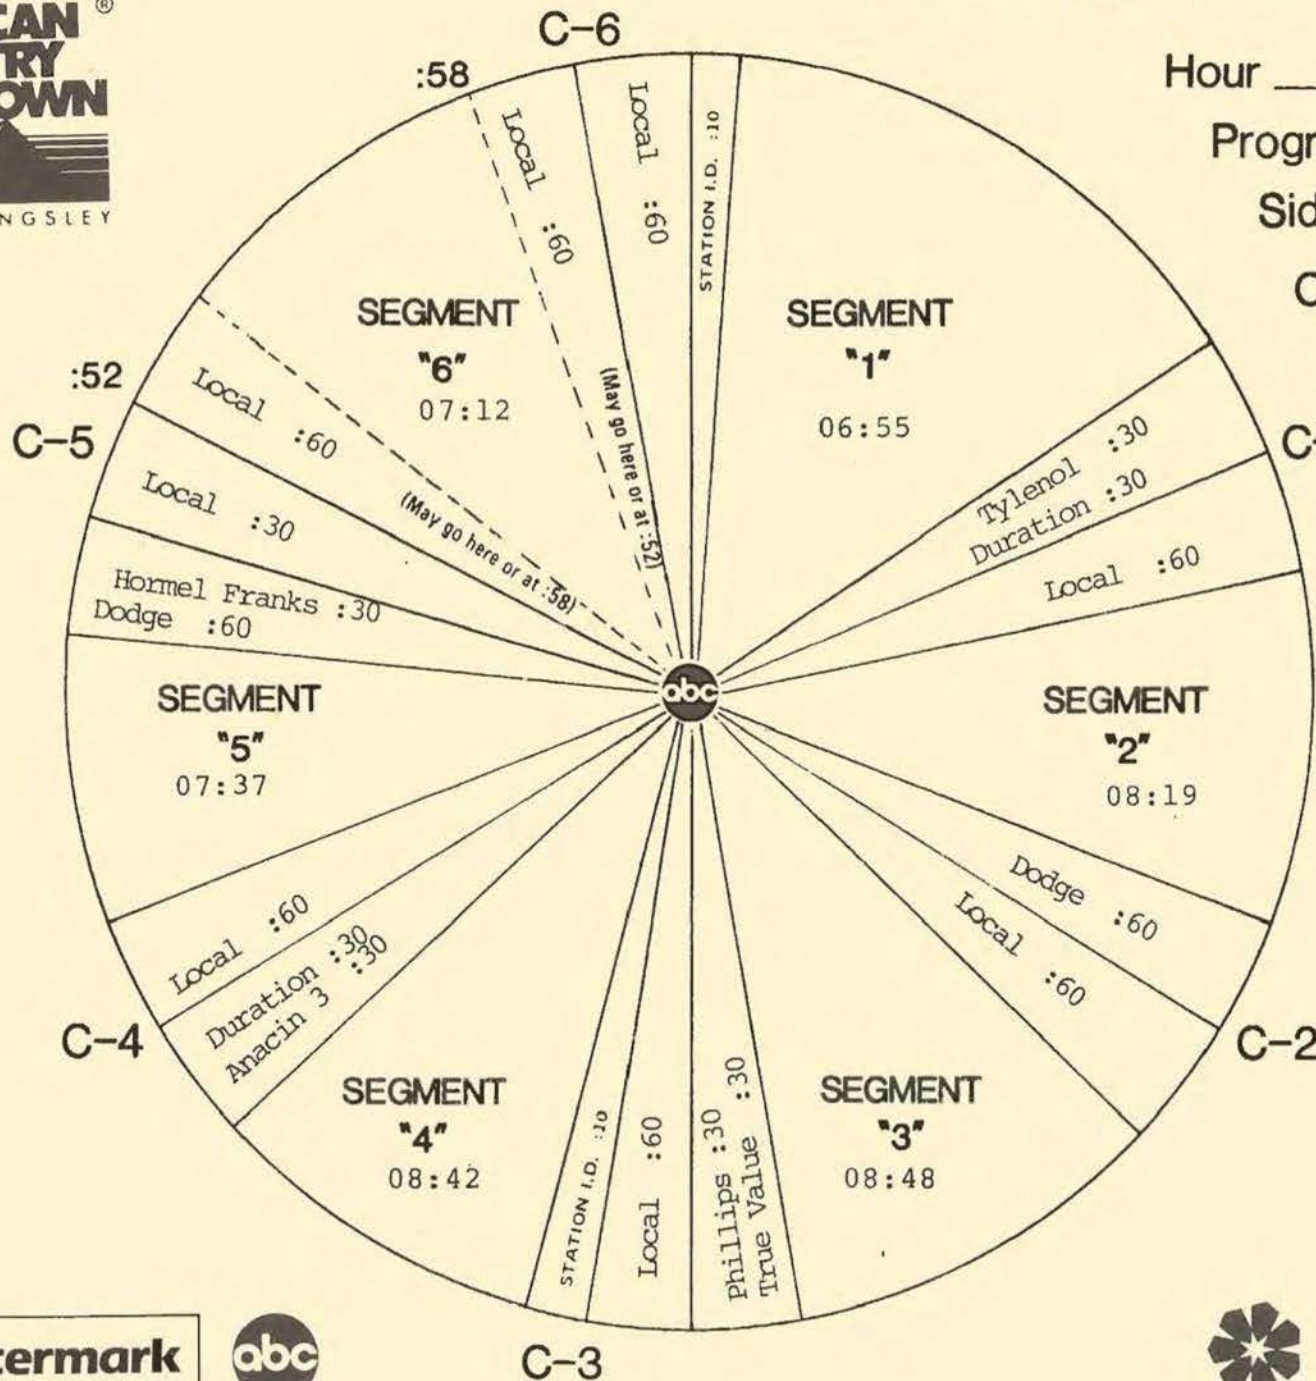 ®
C-6
:58
Hour
:52
C-5
Local :60
Local :60
STATION I.D. :10
SEGMENT
"1"
06:55
Tylenol :30
Duration :30
Local :60
SEGMENT
"2"
08:19
Dodge :60
Local :60
C-2
SEGMENT
"3"
08:48
Phillips :30
True Value :30
Local :60
STATION I.D. :10
C-3
SEGMENT
"4"
08:42
Duration :30
Anacin 3 :30
Local :60
C-4
SEGMENT
"5"
07:37
Hormel Franks :30
Dodge :60
Local :30
Local :60
(May go here or at :58)
SEGMENT
"6"
07:12
(May go here or at :52)
abc
abc